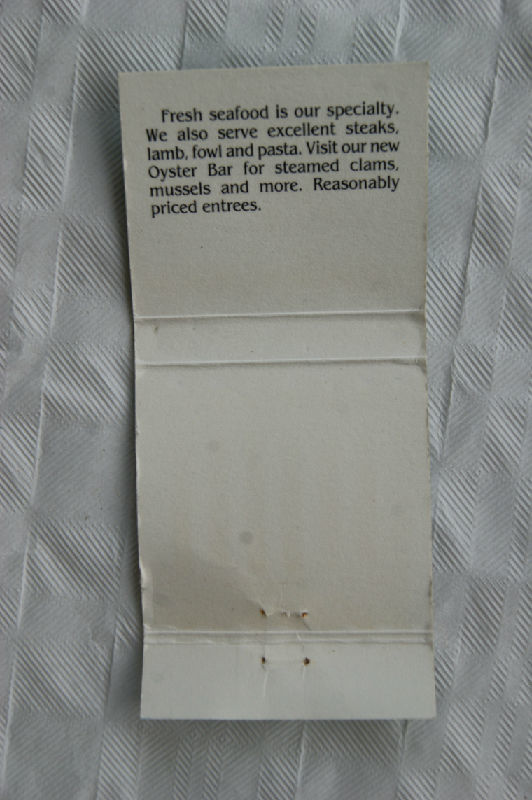 Fresh seafood is our specialty.
We also serve excellent steaks,
lamb, fowl and pasta. Visit our new
Oyster Bar for steamed clams,
mussels and more. Reasonably
priced entrees.